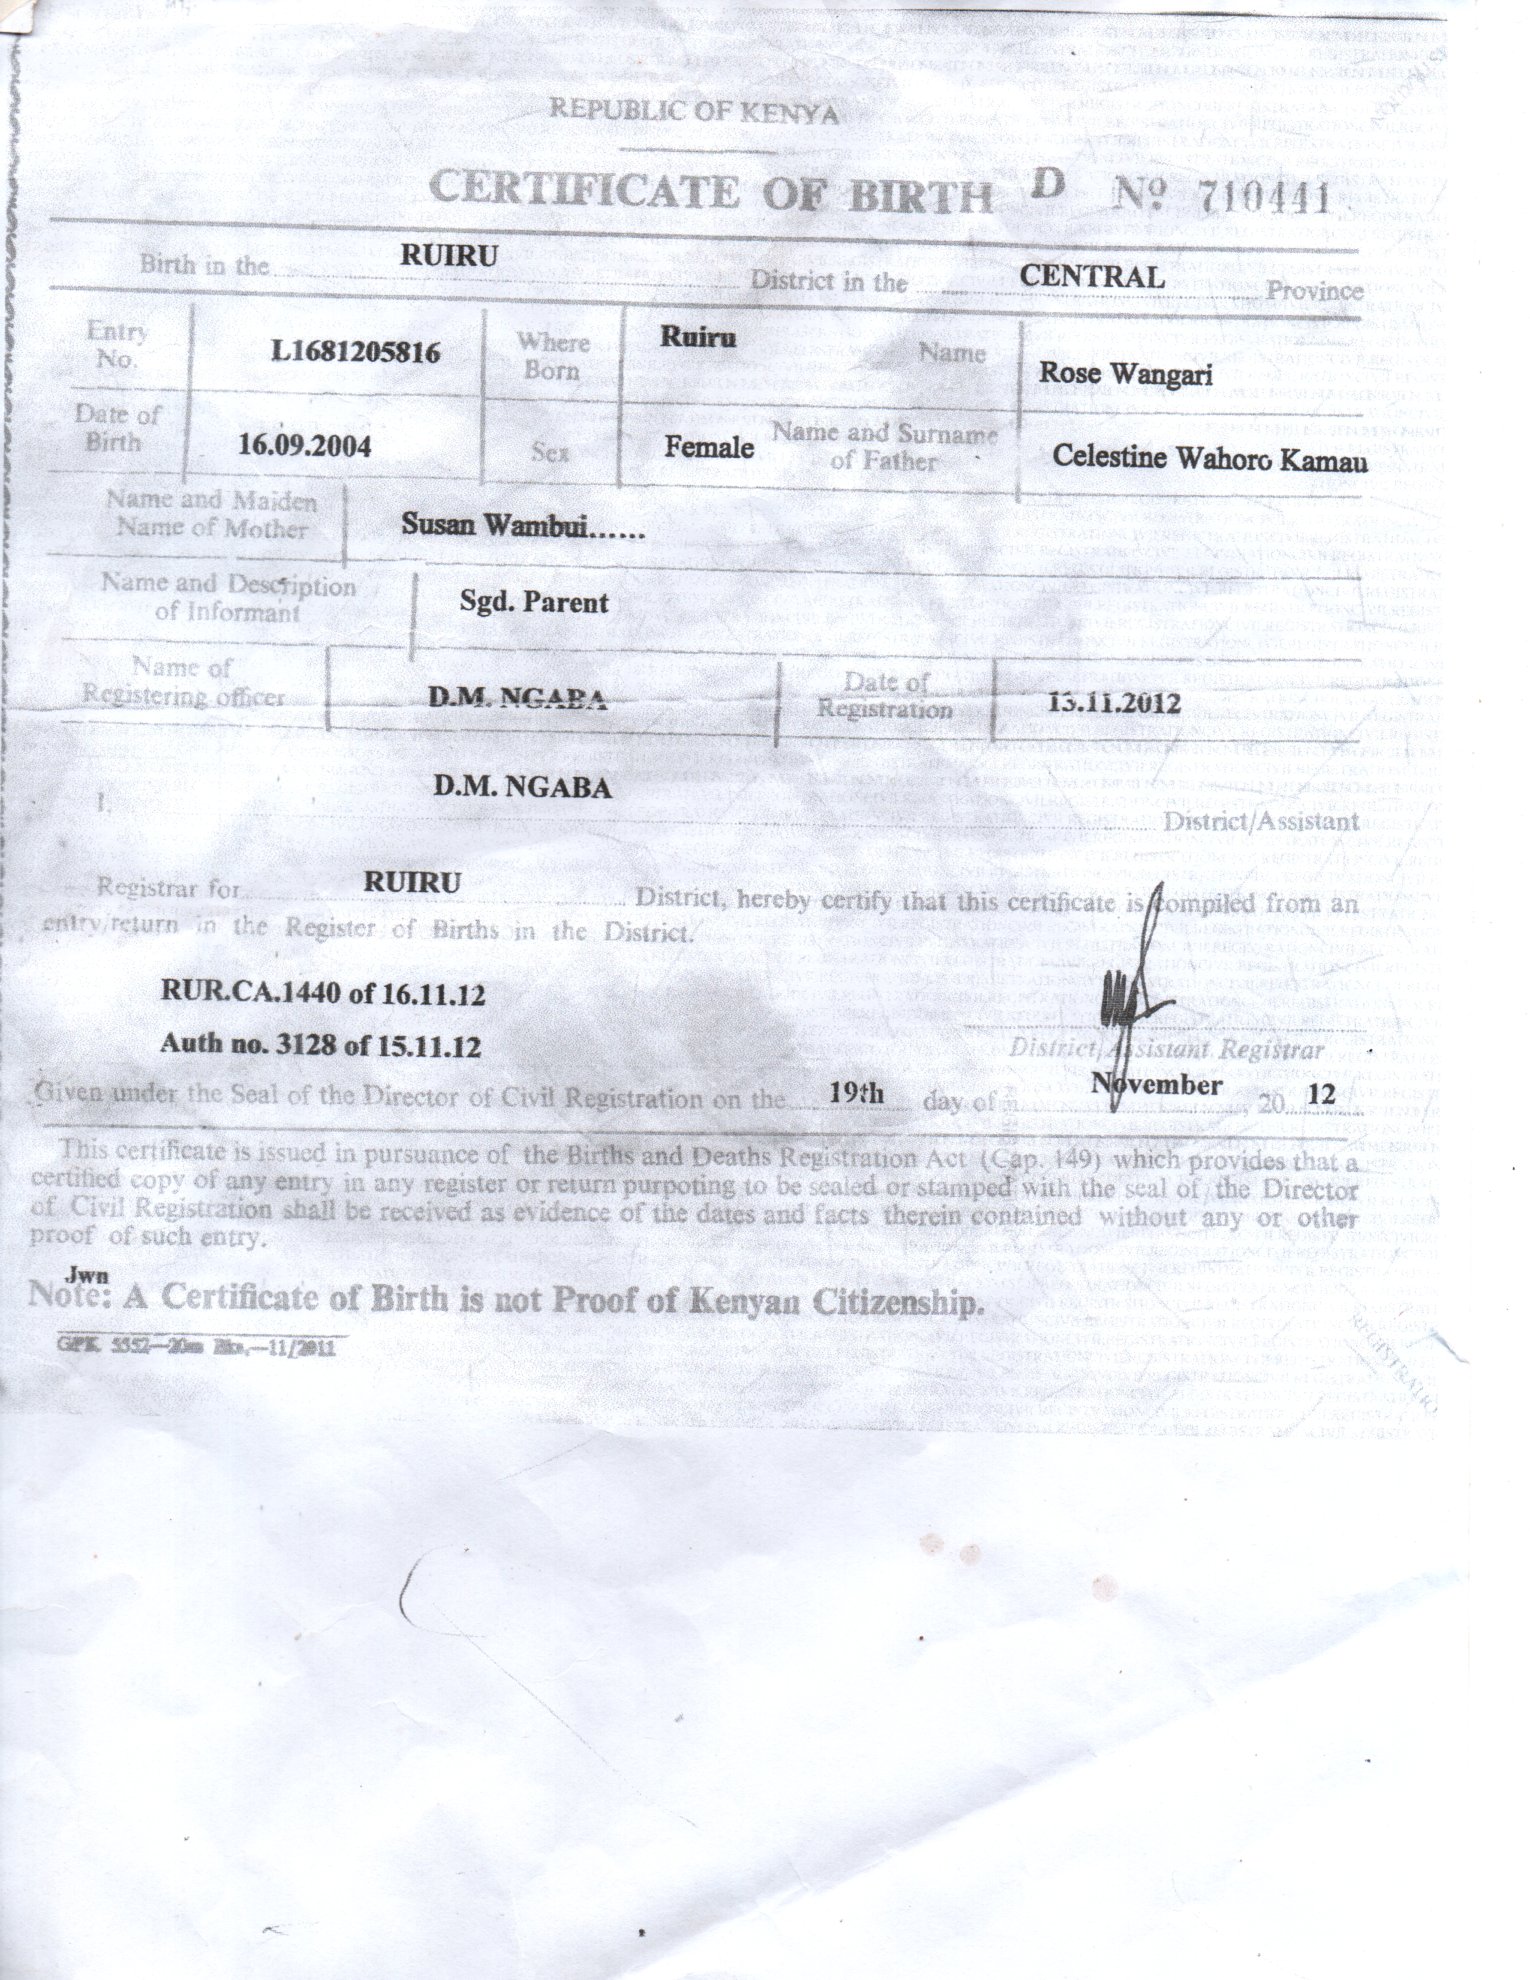 REPUBLIC OF KENYA
CERTIFICATE OF BIRTH D Nº 710441
Birth in the RUIRU District in the CENTRAL Province
Entry No. L1681205816 Where Born Ruiru Name Rose Wangari
Date of Birth 16.09.2004 Sex Female Name and Surname of Father Celestine Wahoro Kamau
Name and Maiden Name of Mother Susan Wambui......
Name and Description of Informant Sgd. Parent
Name of Registering officer D.M. NGABA Date of Registration 13.11.2012
I, D.M. NGABA District/Assistant
Registrar for RUIRU District, hereby certify that this certificate is compiled from an
entry/return in the Register of Births in the District.
RUR.CA.1440 of 16.11.12
Auth no. 3128 of 15.11.12
District/Assistant Registrar
Given under the Seal of the Director of Civil Registration on the 19th day of November, 20 12
This certificate is issued in pursuance of the Births and Deaths Registration Act (Cap. 149) which provides that a
certified copy of any entry in any register or return purpoting to be sealed or stamped with the seal of the Director
of Civil Registration shall be received as evidence of the dates and facts therein contained without any or other
proof of such entry.
Jwn
Note: A Certificate of Birth is not Proof of Kenyan Citizenship.
GPK 5552—20m Bks.—11/2011